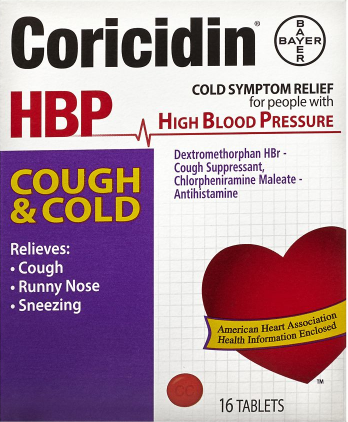 Coricidin®
BAYER
BAYER
HBP
COLD SYMPTOM RELIEF
for people with
HIGH BLOOD PRESSURE
Dextromethorphan HBr -
Cough Suppressant,
Chlorpheniramine Maleate -
Antihistamine
COUGH
& COLD
Relieves:
• Cough
• Runny Nose
• Sneezing
American Heart Association
Health Information Enclosed
TM
16 TABLETS